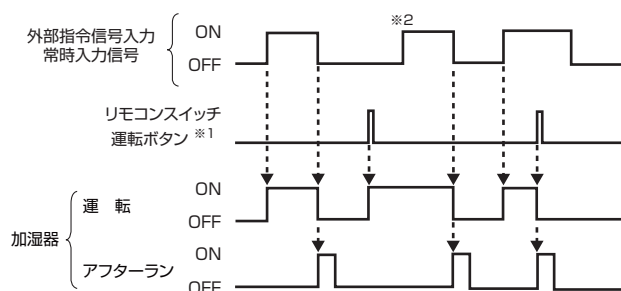 ※2
外部指令信号入力
常時入力信号
ON
OFF
リモコンスイッチ
運転ボタン ※1
加湿器
運 転
ON
OFF
アフターラン
ON
OFF